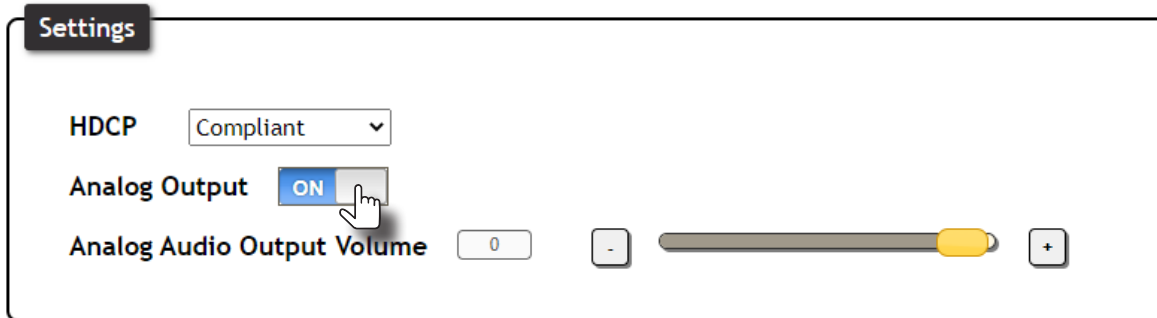 Settings
HDCP Compliant
Analog Output ON
Analog Audio Output Volume 0 - +